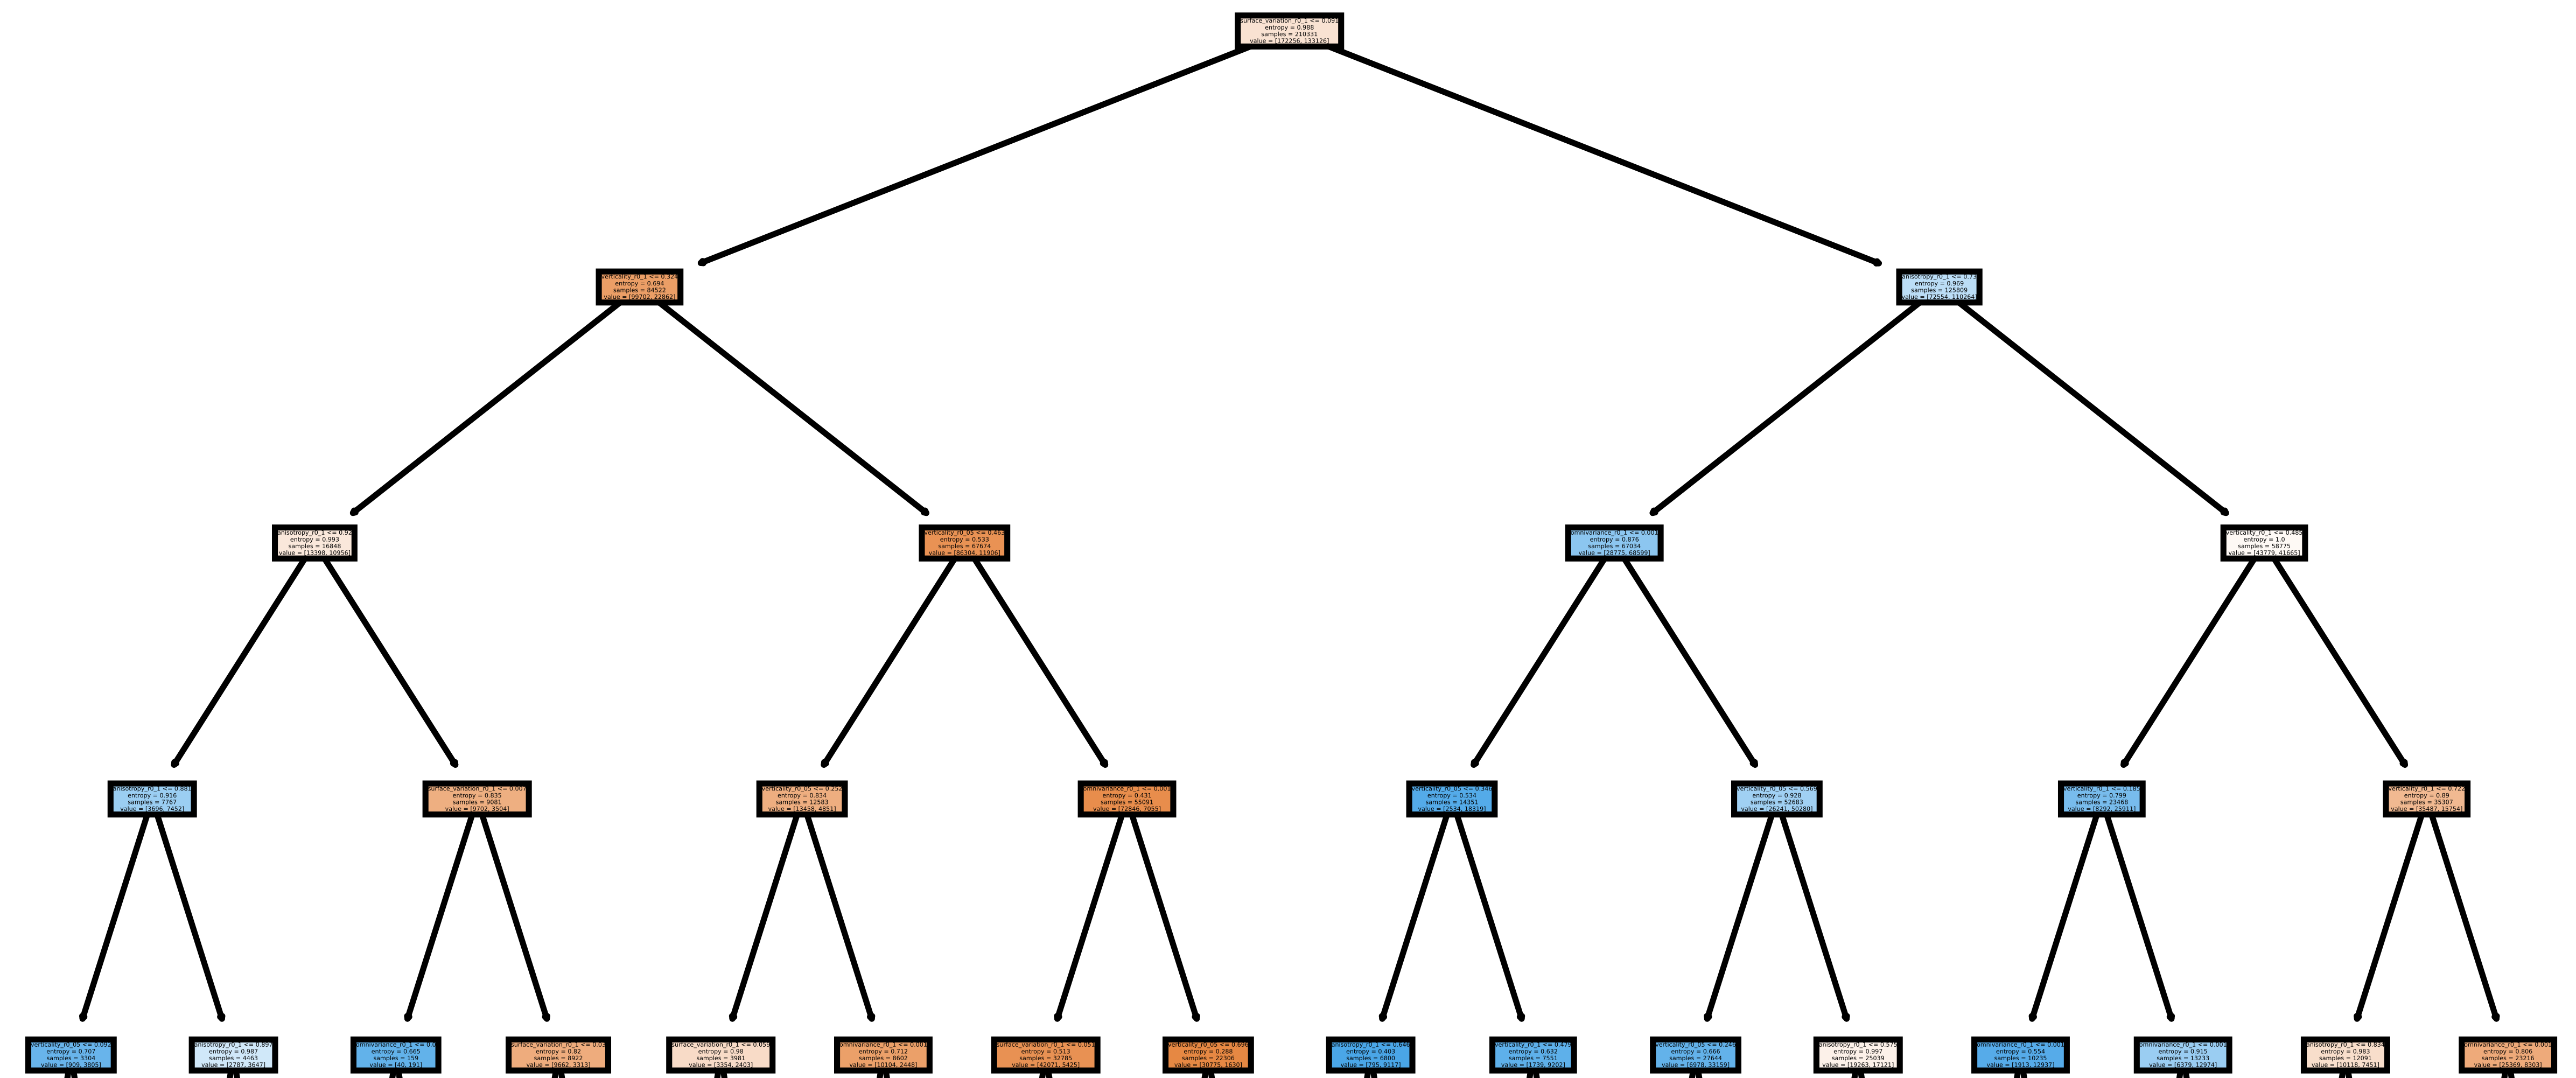 surface_variation_r0_1 <= 0.091
entropy = 0.988
samples = 210331
value = [172256, 133126]
verticality_r0_1 <= 0.324
entropy = 0.694
samples = 84522
value = [99702, 22862]
anisotropy_r0_1 <= 0.73
entropy = 0.969
samples = 125809
value = [72554, 110264]
anisotropy_r0_1 <= 0.92
entropy = 0.993
samples = 16848
value = [13398, 10956]
verticality_r0_05 <= 0.463
entropy = 0.533
samples = 67674
value = [86304, 11906]
omnivariance_r0_1 <= 0.001
entropy = 0.876
samples = 67034
value = [28775, 68599]
verticality_r0_1 <= 0.485
entropy = 1.0
samples = 58775
value = [43779, 41665]
anisotropy_r0_1 <= 0.881
entropy = 0.916
samples = 7767
value = [3696, 7452]
surface_variation_r0_1 <= 0.007
entropy = 0.835
samples = 9081
value = [9702, 3504]
verticality_r0_05 <= 0.252
entropy = 0.834
samples = 12583
value = [13458, 4851]
omnivariance_r0_1 <= 0.001
entropy = 0.431
samples = 55091
value = [72846, 7055]
verticality_r0_05 <= 0.348
entropy = 0.534
samples = 14351
value = [2534, 18319]
verticality_r0_05 <= 0.569
entropy = 0.928
samples = 52683
value = [26241, 50280]
verticality_r0_1 <= 0.185
entropy = 0.799
samples = 23468
value = [8292, 25911]
verticality_r0_1 <= 0.722
entropy = 0.89
samples = 35307
value = [35487, 15754]
verticality_r0_05 <= 0.092
entropy = 0.707
samples = 3304
value = [909, 3805]
anisotropy_r0_1 <= 0.897
entropy = 0.987
samples = 4463
value = [2787, 3647]
omnivariance_r0_1 <= 0.0
entropy = 0.665
samples = 159
value = [40, 191]
surface_variation_r0_1 <= 0.03
entropy = 0.82
samples = 8922
value = [9662, 3313]
surface_variation_r0_1 <= 0.059
entropy = 0.98
samples = 3981
value = [3354, 2403]
omnivariance_r0_1 <= 0.001
entropy = 0.712
samples = 8602
value = [10104, 2448]
surface_variation_r0_1 <= 0.051
entropy = 0.513
samples = 32785
value = [42071, 5425]
verticality_r0_05 <= 0.696
entropy = 0.288
samples = 22306
value = [30775, 1630]
anisotropy_r0_1 <= 0.646
entropy = 0.403
samples = 6800
value = [795, 9117]
verticality_r0_1 <= 0.479
entropy = 0.632
samples = 7551
value = [1739, 9202]
verticality_r0_05 <= 0.246
entropy = 0.666
samples = 27644
value = [6978, 33159]
anisotropy_r0_1 <= 0.575
entropy = 0.997
samples = 25039
value = [19263, 17121]
omnivariance_r0_1 <= 0.001
entropy = 0.554
samples = 10235
value = [1913, 12937]
omnivariance_r0_1 <= 0.001
entropy = 0.915
samples = 13233
value = [6379, 12974]
anisotropy_r0_1 <= 0.834
entropy = 0.983
samples = 12091
value = [10118, 7451]
omnivariance_r0_1 <= 0.001
entropy = 0.806
samples = 23216
value = [25369, 8303]